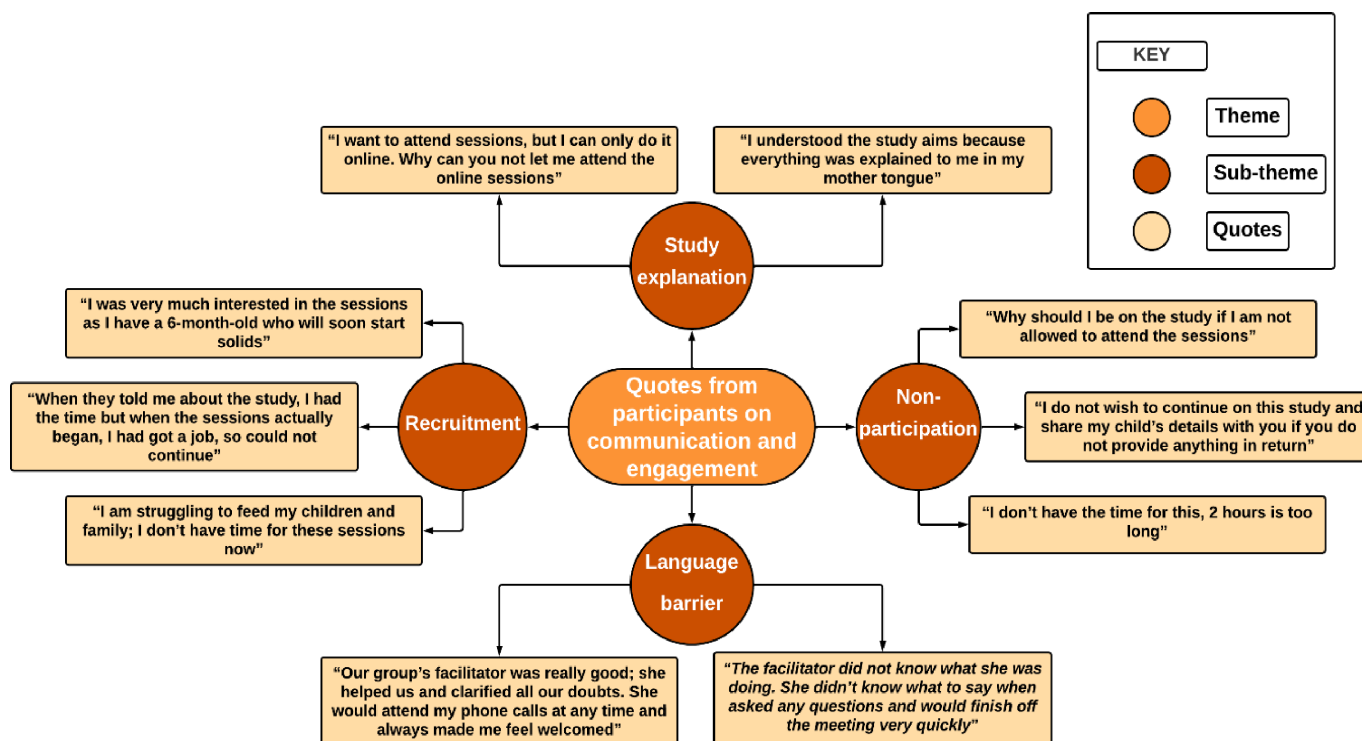 KEY
Theme
Sub-theme
Quotes
“I want to attend sessions, but I can only do it
online. Why can you not let me attend the
online sessions”
“I understood the study aims because
everything was explained to me in my
mother tongue”
Study
explanation
“I was very much interested in the sessions
as I have a 6-month-old who will soon start
solids”
“When they told me about the study, I had
the time but when the sessions actually
began, I had got a job, so could not
continue”
“I am struggling to feed my children and
family; I don’t have time for these sessions
now”
Recruitment
Quotes from
participants on
communication and
engagement
Non-
participation
“Why should I be on the study if I am not
allowed to attend the sessions”
“I do not wish to continue on this study and
share my child’s details with you if you do
not provide anything in return”
“I don’t have the time for this, 2 hours is too
long”
Language
barrier
“Our group’s facilitator was really good; she
helped us and clarified all our doubts. She
would attend my phone calls at any time and
always made me feel welcomed”
“The facilitator did not know what she was
doing. She didn’t know what to say when
asked any questions and would finish off
the meeting very quickly”